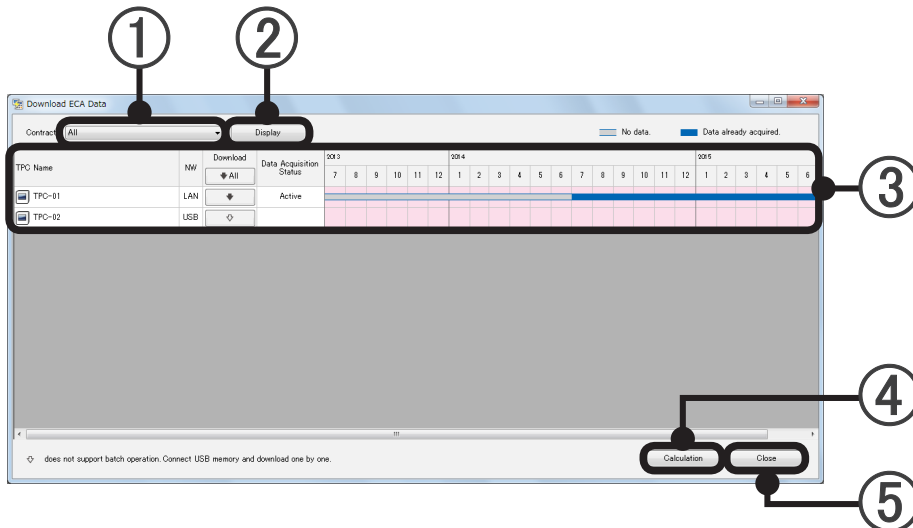 1 2
Download ECA Data
Contract All Display No data. Data already acquired.
TPC Name NW Download Data Acquisition Status 2013 2014 2015
All 7 8 9 10 11 12 1 2 3 4 5 6 7 8 9 10 11 12 1 2 3 4 5 6
3
TPC-01 LAN Active
TPC-02 USB
4
does not support batch operation. Connect USB memory and download one by one. Calculation Close
5